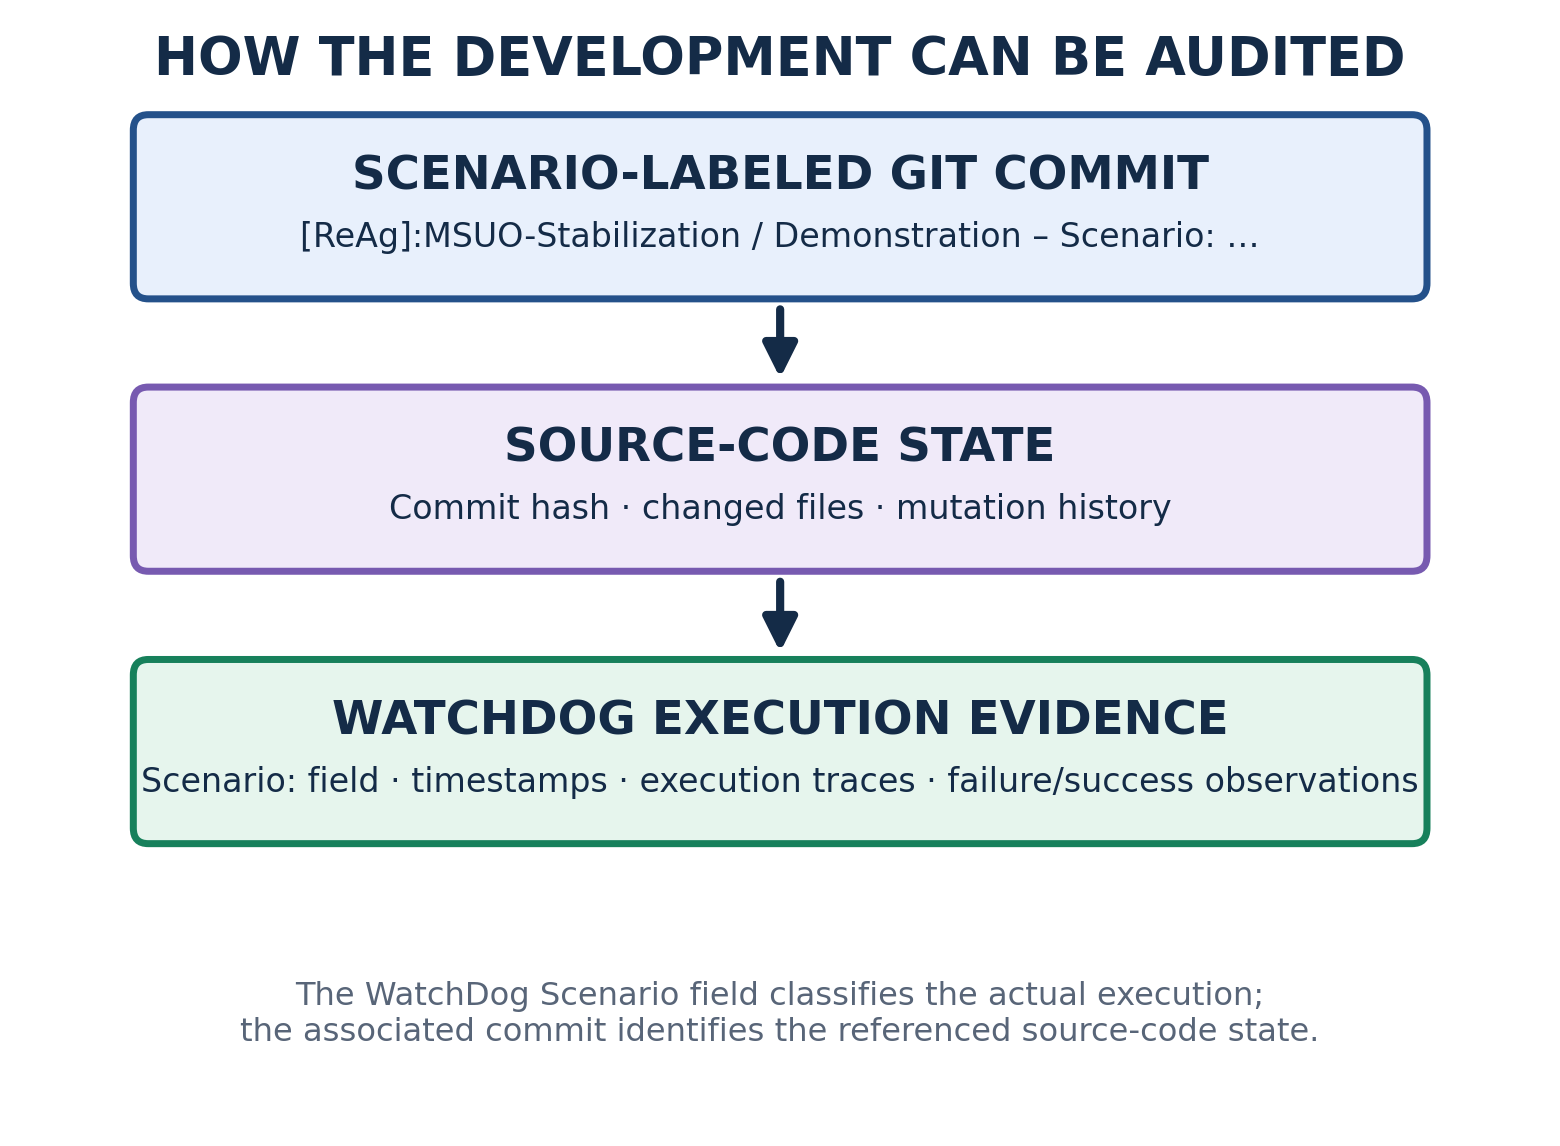 HOW THE DEVELOPMENT CAN BE AUDITED
SCENARIO-LABELED GIT COMMIT
[ReAg]:MSUO-Stabilization / Demonstration – Scenario: …
SOURCE-CODE STATE
Commit hash · changed files · mutation history
WATCHDOG EXECUTION EVIDENCE
Scenario: field · timestamps · execution traces · failure/success observations
The WatchDog Scenario field classifies the actual execution;
the associated commit identifies the referenced source-code state.